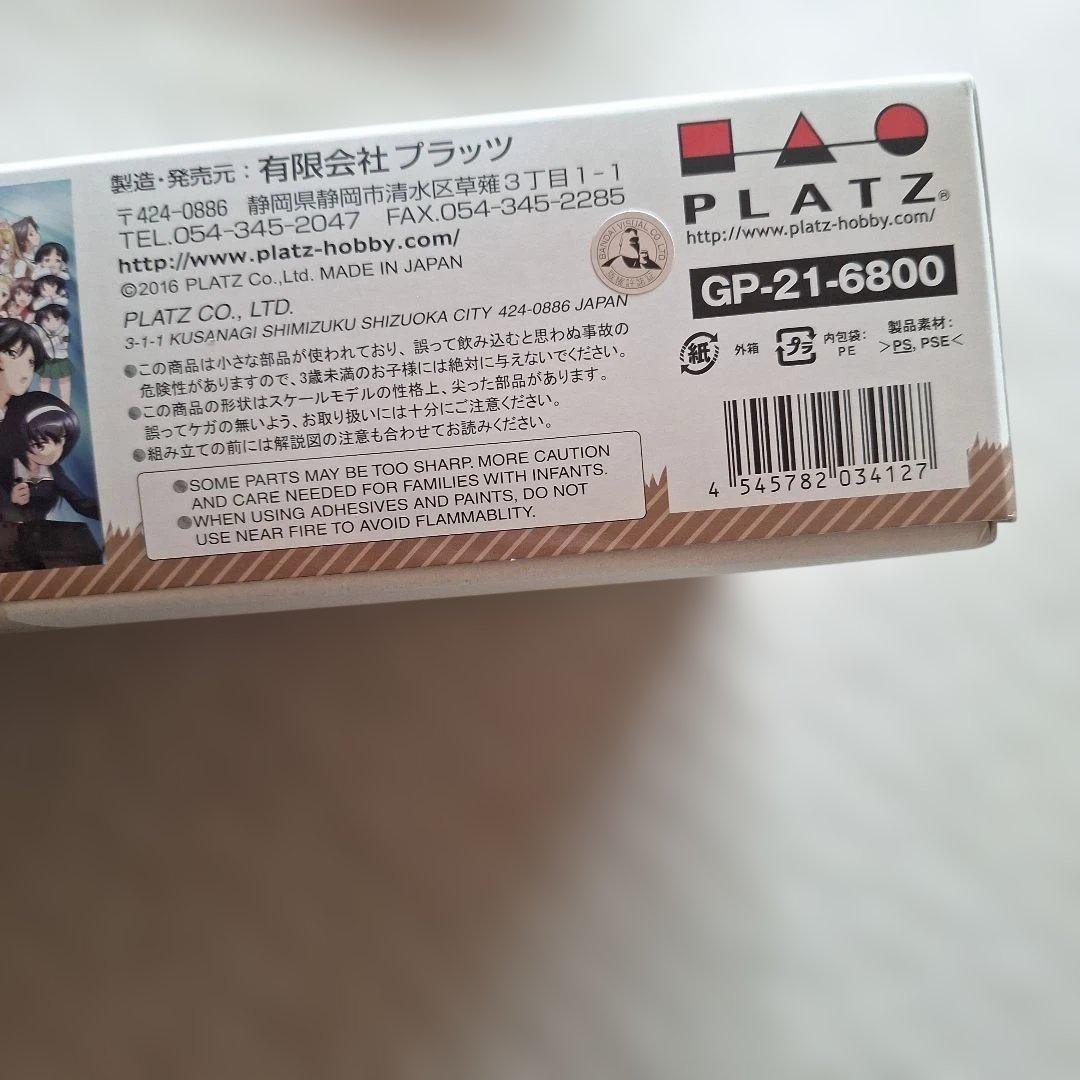 製造・発売元：有限会社プラッツ
〒424-0886 静岡県静岡市清水区草薙３丁目１-１
TEL.054-345-2047 FAX.054-345-2285
http://www.platz-hobby.com/
©2016 PLATZ Co.,Ltd. MADE IN JAPAN
PLATZ CO., LTD.
3-1-1 KUSANAGI SHIMIZUKU SHIZUOKA CITY 424-0886 JAPAN
●この商品は小さな部品が使われており、誤って飲み込むと思わぬ事故の
危険性がありますので、3歳未満のお子様には絶対に与えないでください。
●この商品の形状はスケールモデルの性格上、尖った部品があります。
誤ってケガの無いよう、お取り扱いには十分にご注意ください。
●組み立ての前には解説図の注意も合わせてお読みください。
●SOME PARTS MAY BE TOO SHARP. MORE CAUTION
AND CARE NEEDED FOR FAMILIES WITH INFANTS.
●WHEN USING ADHESIVES AND PAINTS, DO NOT
USE NEAR FIRE TO AVOID FLAMMABLITY.
BANDAI VISUAL CO.,LTD
PLATZ®
http://www.platz-hobby.com/
GP-21-6800
紙 外箱
プラ 内包袋:
PE
製品素材:
>PS, PSE<
4 545782 034127